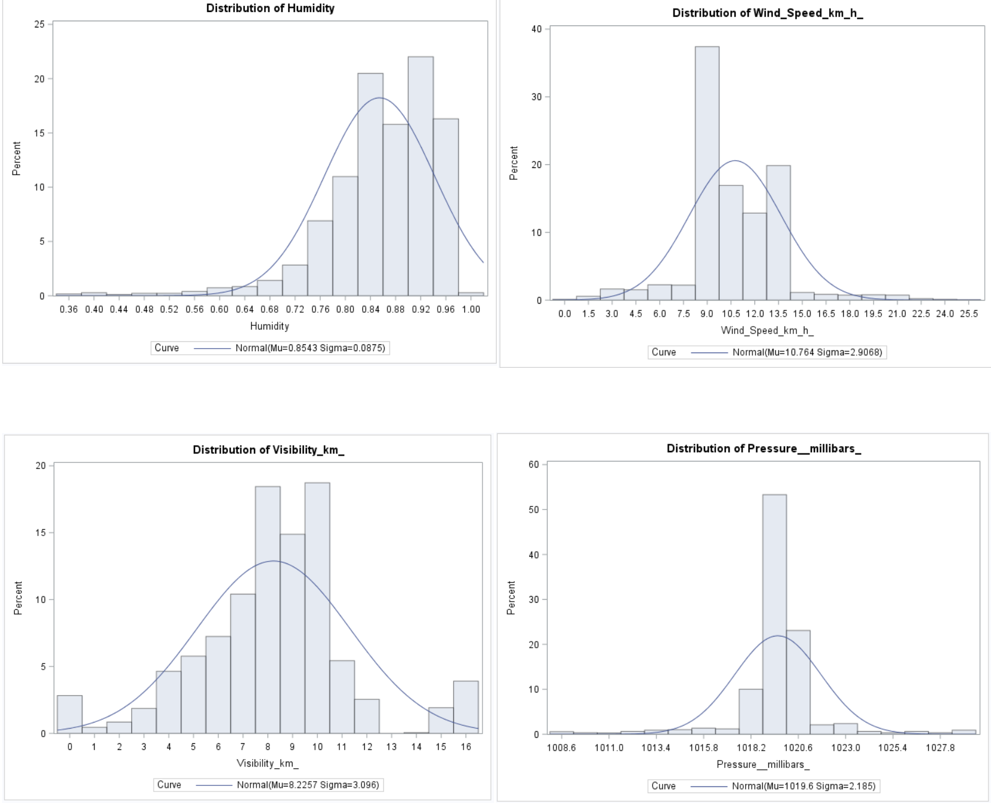 Distribution of Humidity
25
20
15
10
5
0
Percent
0.36 0.40 0.44 0.48 0.52 0.56 0.60 0.64 0.68 0.72 0.76 0.80 0.84 0.88 0.92 0.96 1.00
Humidity
Curve Normal(Mu=0.8543 Sigma=0.0875)
Distribution of Wind_Speed_km_h_
40
30
20
10
0
Percent
0.0 1.5 3.0 4.5 6.0 7.5 9.0 10.5 12.0 13.5 15.0 16.5 18.0 19.5 21.0 22.5 24.0 25.5
Wind_Speed_km_h_
Curve Normal(Mu=10.764 Sigma=2.9068)
Distribution of Visibility_km_
20
15
10
5
0
Percent
0 1 2 3 4 5 6 7 8 9 10 11 12 13 14 15 16
Visibility_km_
Curve Normal(Mu=8.2257 Sigma=3.096)
Distribution of Pressure__millibars_
60
50
40
30
20
10
0
Percent
1008.6 1011.0 1013.4 1015.8 1018.2 1020.6 1023.0 1025.4 1027.8
Pressure__millibars_
Curve Normal(Mu=1019.6 Sigma=2.185)